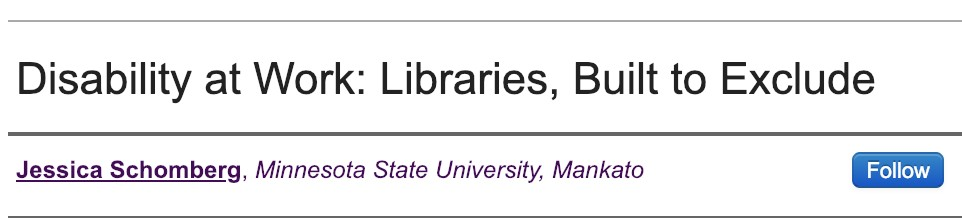 Disability at Work: Libraries, Built to Exclude
Jessica Schomberg, Minnesota State University, Mankato Follow